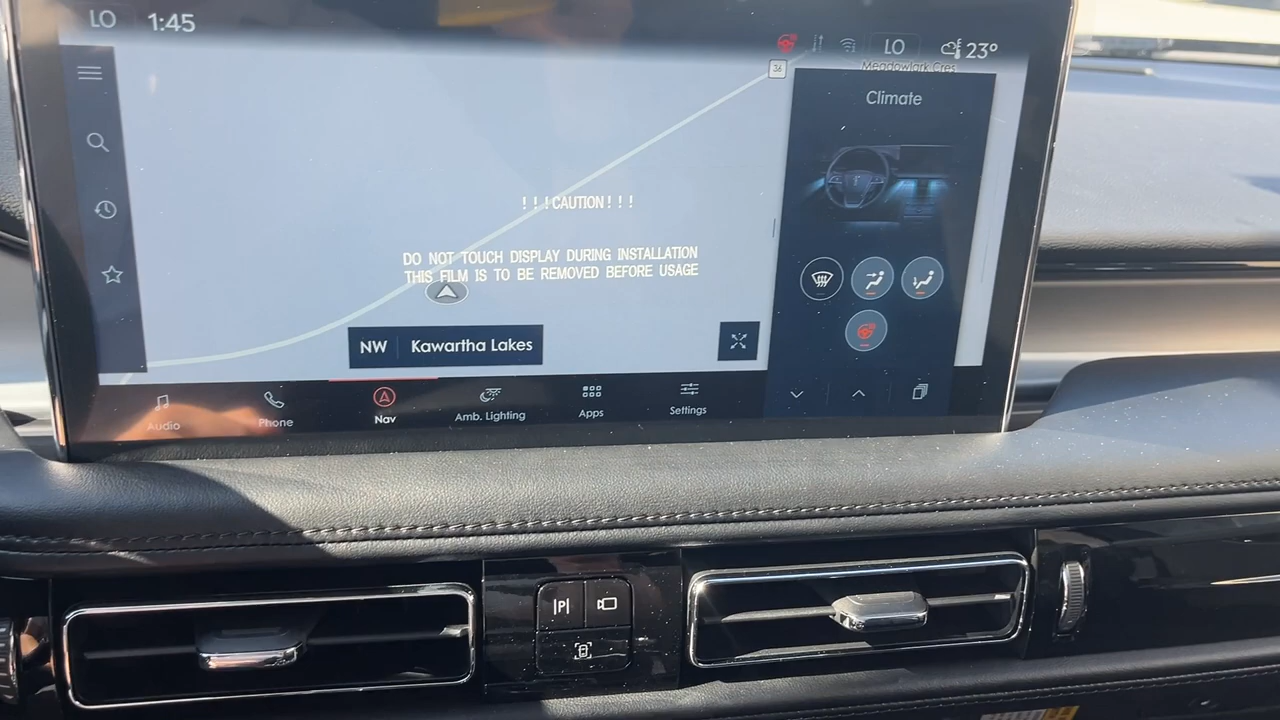 LO 1:45
LO 23°
36
Meadowlark Cres
Climate
! ! ! CAUTION ! ! !
DO NOT TOUCH DISPLAY DURING INSTALLATION
THIS FILM IS TO BE REMOVED BEFORE USAGE
NW Kawartha Lakes
Audio
Phone
Nav
Amb. Lighting
Apps
Settings
P